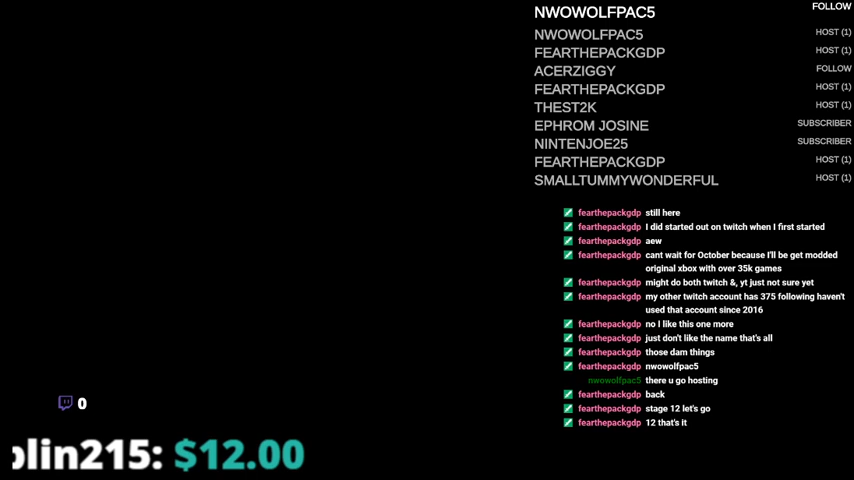 NWOWOLFPAC5 FOLLOW
NWOWOLFPAC5 HOST (1)
FEARTHEPACKGDP HOST (1)
ACERZIGGY FOLLOW
FEARTHEPACKGDP HOST (1)
THEST2K HOST (1)
EPHROM JOSINE SUBSCRIBER
NINTENJOE25 SUBSCRIBER
FEARTHEPACKGDP HOST (1)
SMALLTUMMYWONDERFUL HOST (1)
fearthepackgdp still here
fearthepackgdp I did started out on twitch when I first started
fearthepackgdp aew
fearthepackgdp cant wait for October because I'll be get modded
original xbox with over 35k games
fearthepackgdp might do both twitch &, yt just not sure yet
fearthepackgdp my other twitch account has 375 following haven't
used that account since 2016
fearthepackgdp no I like this one more
fearthepackgdp just don't like the name that's all
fearthepackgdp those dam things
fearthepackgdp nwowolfpac5
nwowolfpac5 there u go hosting
fearthepackgdp back
fearthepackgdp stage 12 let's go
fearthepackgdp 12 that's it
0
lin215: $12.00